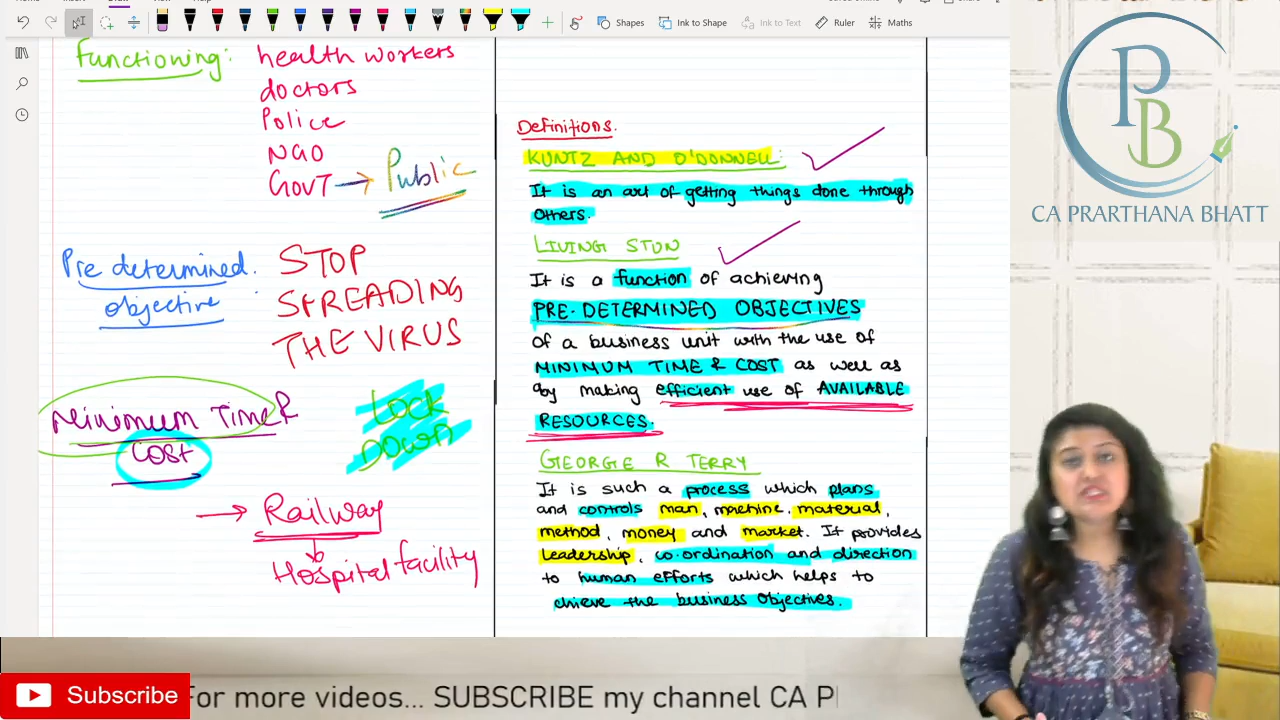 Shapes
Ink to Shape
Ink to Text
Ruler
Maths
functioning:
health workers
doctors
Police
NGO
GOVT → Public
Pre determined
objective
STOP
SPREADING
THE VIRUS
Minimum Time &
Cost
Lock
Down
→ Railway
Hospital facility
Definitions.
KUNTZ AND O'DONNELL:
It is an art of getting things done through
others.
LIVING STUN
It is a function of achieving
PRE-DETERMINED OBJECTIVES
of a business unit with the use of
MINIMUM TIME & COST as well as
by making efficient use of AVAILABLE
RESOURCES.
GEORGE R TERRY
It is such a process which plans
and controls man, machine, material,
method, money and market. It provides
leadership, co-ordination and direction
to human efforts which helps to
chieve the business objectives.
PB
CA PRARTHANA BHATT
Subscribe
For more videos... SUBSCRIBE my channel CA P